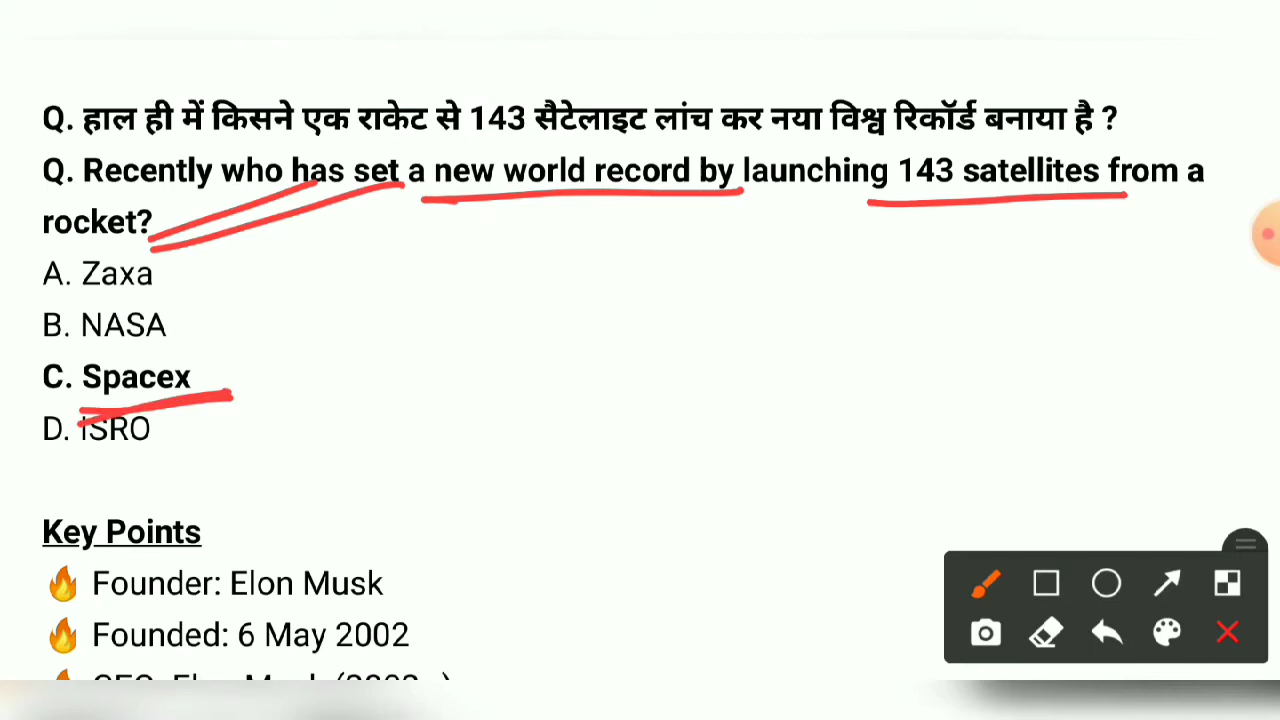 Q. हाल ही में किसने एक राकेट से 143 सैटेलाइट लांच कर नया विश्व रिकॉर्ड बनाया है ?
Q. Recently who has set a new world record by launching 143 satellites from a
rocket?
A. Zaxa
B. NASA
C. Spacex
D. ISRO
Key Points
🔥 Founder: Elon Musk
🔥 Founded: 6 May 2002